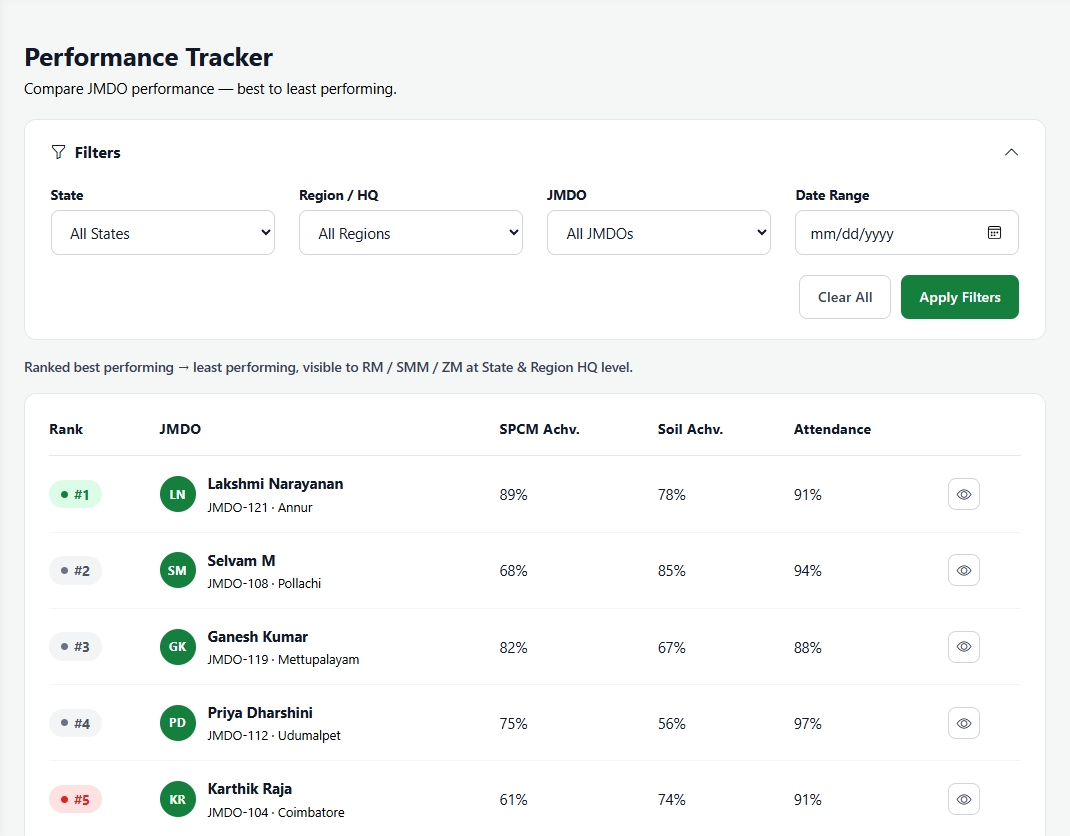 Performance Tracker
Compare JMDO performance — best to least performing.
Filters
State Region / HQ JMDO Date Range
All States All Regions All JMDOs mm/dd/yyyy
Clear All Apply Filters
Ranked best performing → least performing, visible to RM / SMM / ZM at State & Region HQ level.
Rank JMDO SPCM Achv. Soil Achv. Attendance
#1 LN Lakshmi Narayanan 89% 78% 91%
JMDO-121 · Annur
#2 SM Selvam M 68% 85% 94%
JMDO-108 · Pollachi
#3 GK Ganesh Kumar 82% 67% 88%
JMDO-119 · Mettupalayam
#4 PD Priya Dharshini 75% 56% 97%
JMDO-112 · Udumalpet
#5 KR Karthik Raja 61% 74% 91%
JMDO-104 · Coimbatore